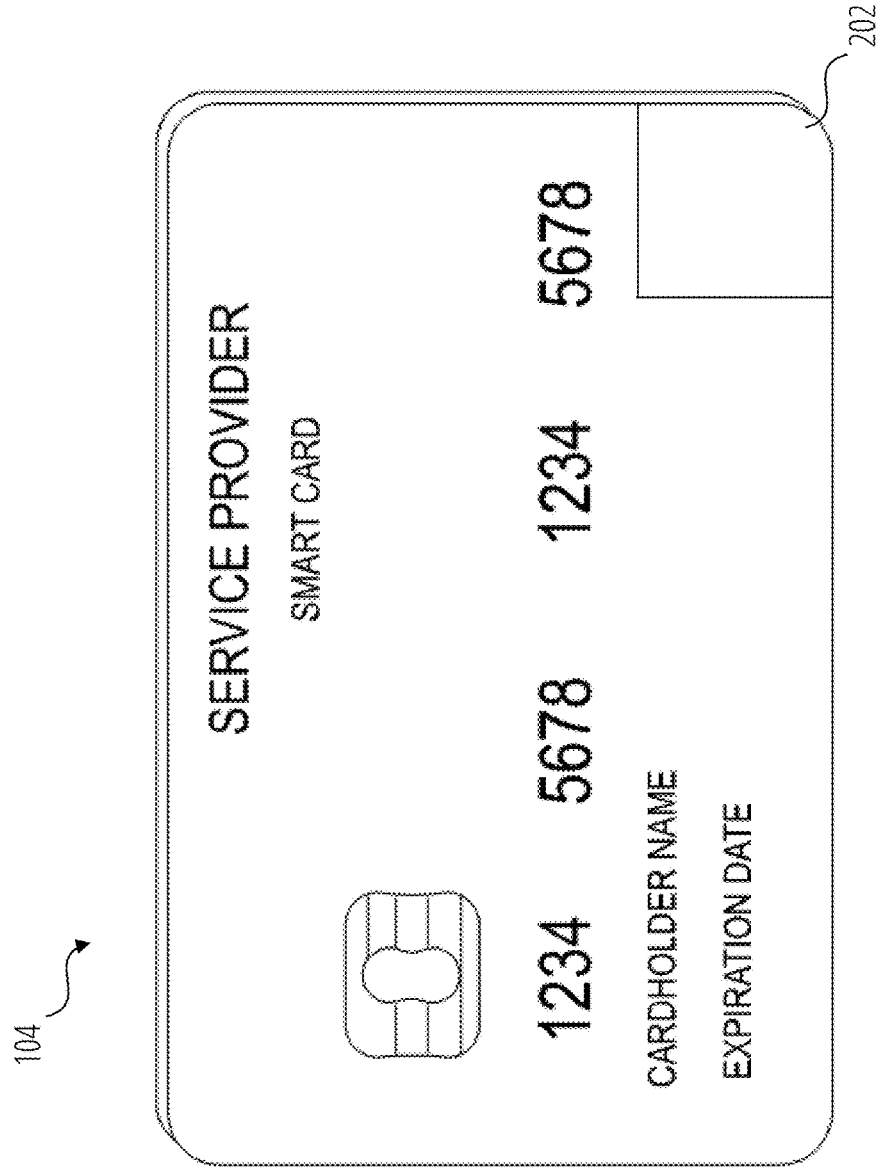 104
SERVICE PROVIDER
SMART CARD
1234 5678 1234 5678
CARDHOLDER NAME
EXPIRATION DATE
202